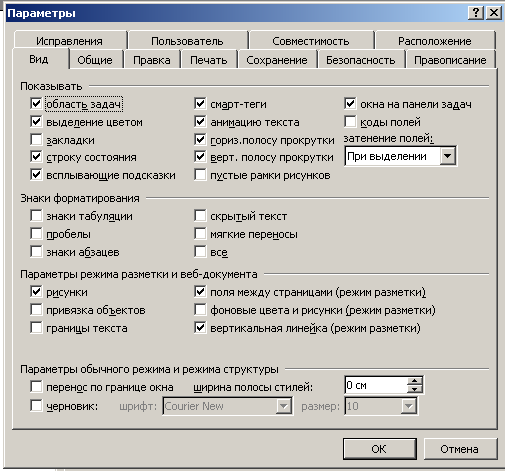 Параметры
Исправления Пользователь Совместимость Расположение
Вид Общие Правка Печать Сохранение Безопасность Правописание
Показывать
область задач смарт-теги окна на панели задач
выделение цветом анимацию текста коды полей
закладки гориз.полосу прокрутки затенение полей:
строку состояния верт. полосу прокрутки При выделении
всплывающие подсказки пустые рамки рисунков
Знаки форматирования
знаки табуляции скрытый текст
пробелы мягкие переносы
знаки абзацев все
Параметры режима разметки и веб-документа
рисунки поля между страницами (режим разметки)
привязка объектов фоновые цвета и рисунки (режим разметки)
границы текста вертикальная линейка (режим разметки)
Параметры обычного режима и режима структуры
перенос по границе окна ширина полосы стилей: 0 см
черновик: шрифт: Courier New размер: 10
OK Отмена